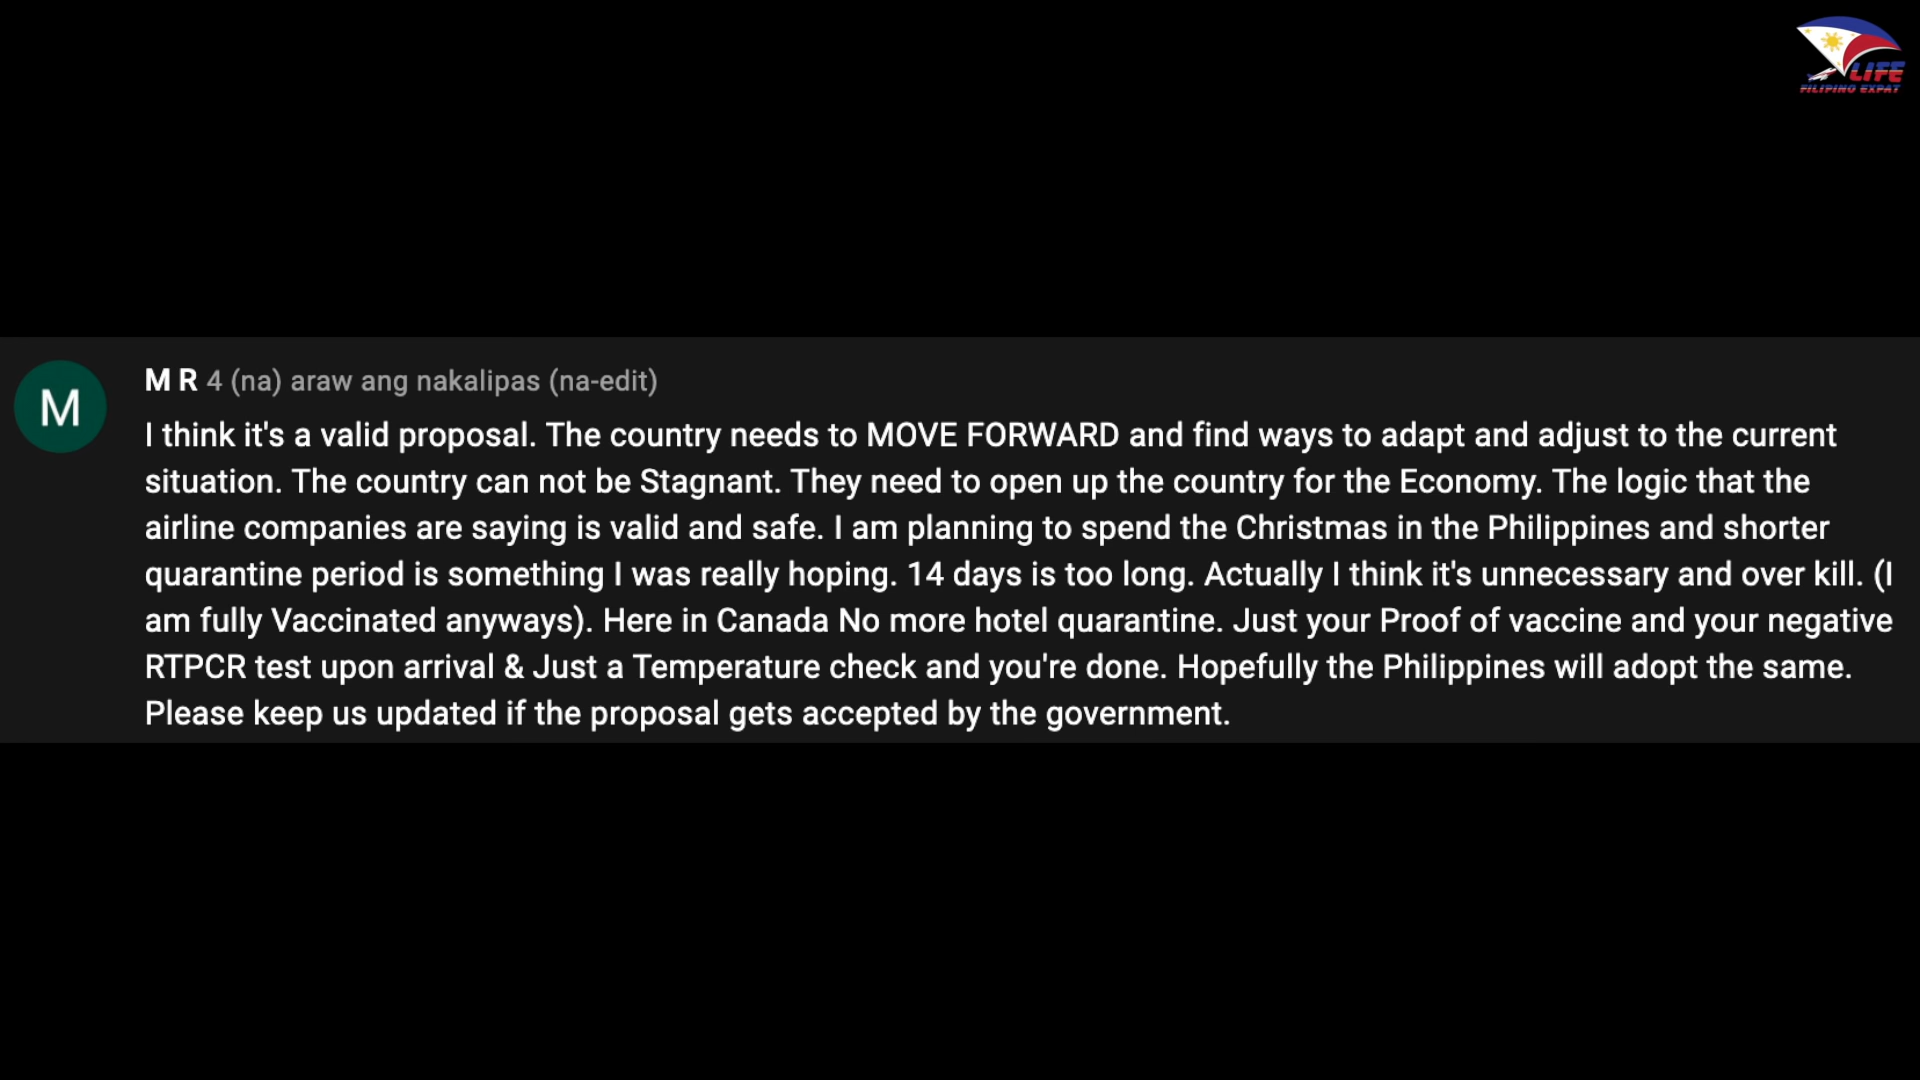 LIFE
FILIPINO EXPAT
M
M R 4 (na) araw ang nakalipas (na-edit)
I think it's a valid proposal. The country needs to MOVE FORWARD and find ways to adapt and adjust to the current
situation. The country can not be Stagnant. They need to open up the country for the Economy. The logic that the
airline companies are saying is valid and safe. I am planning to spend the Christmas in the Philippines and shorter
quarantine period is something I was really hoping. 14 days is too long. Actually I think it's unnecessary and over kill. (I
am fully Vaccinated anyways). Here in Canada No more hotel quarantine. Just your Proof of vaccine and your negative
RTPCR test upon arrival & Just a Temperature check and you're done. Hopefully the Philippines will adopt the same.
Please keep us updated if the proposal gets accepted by the government.